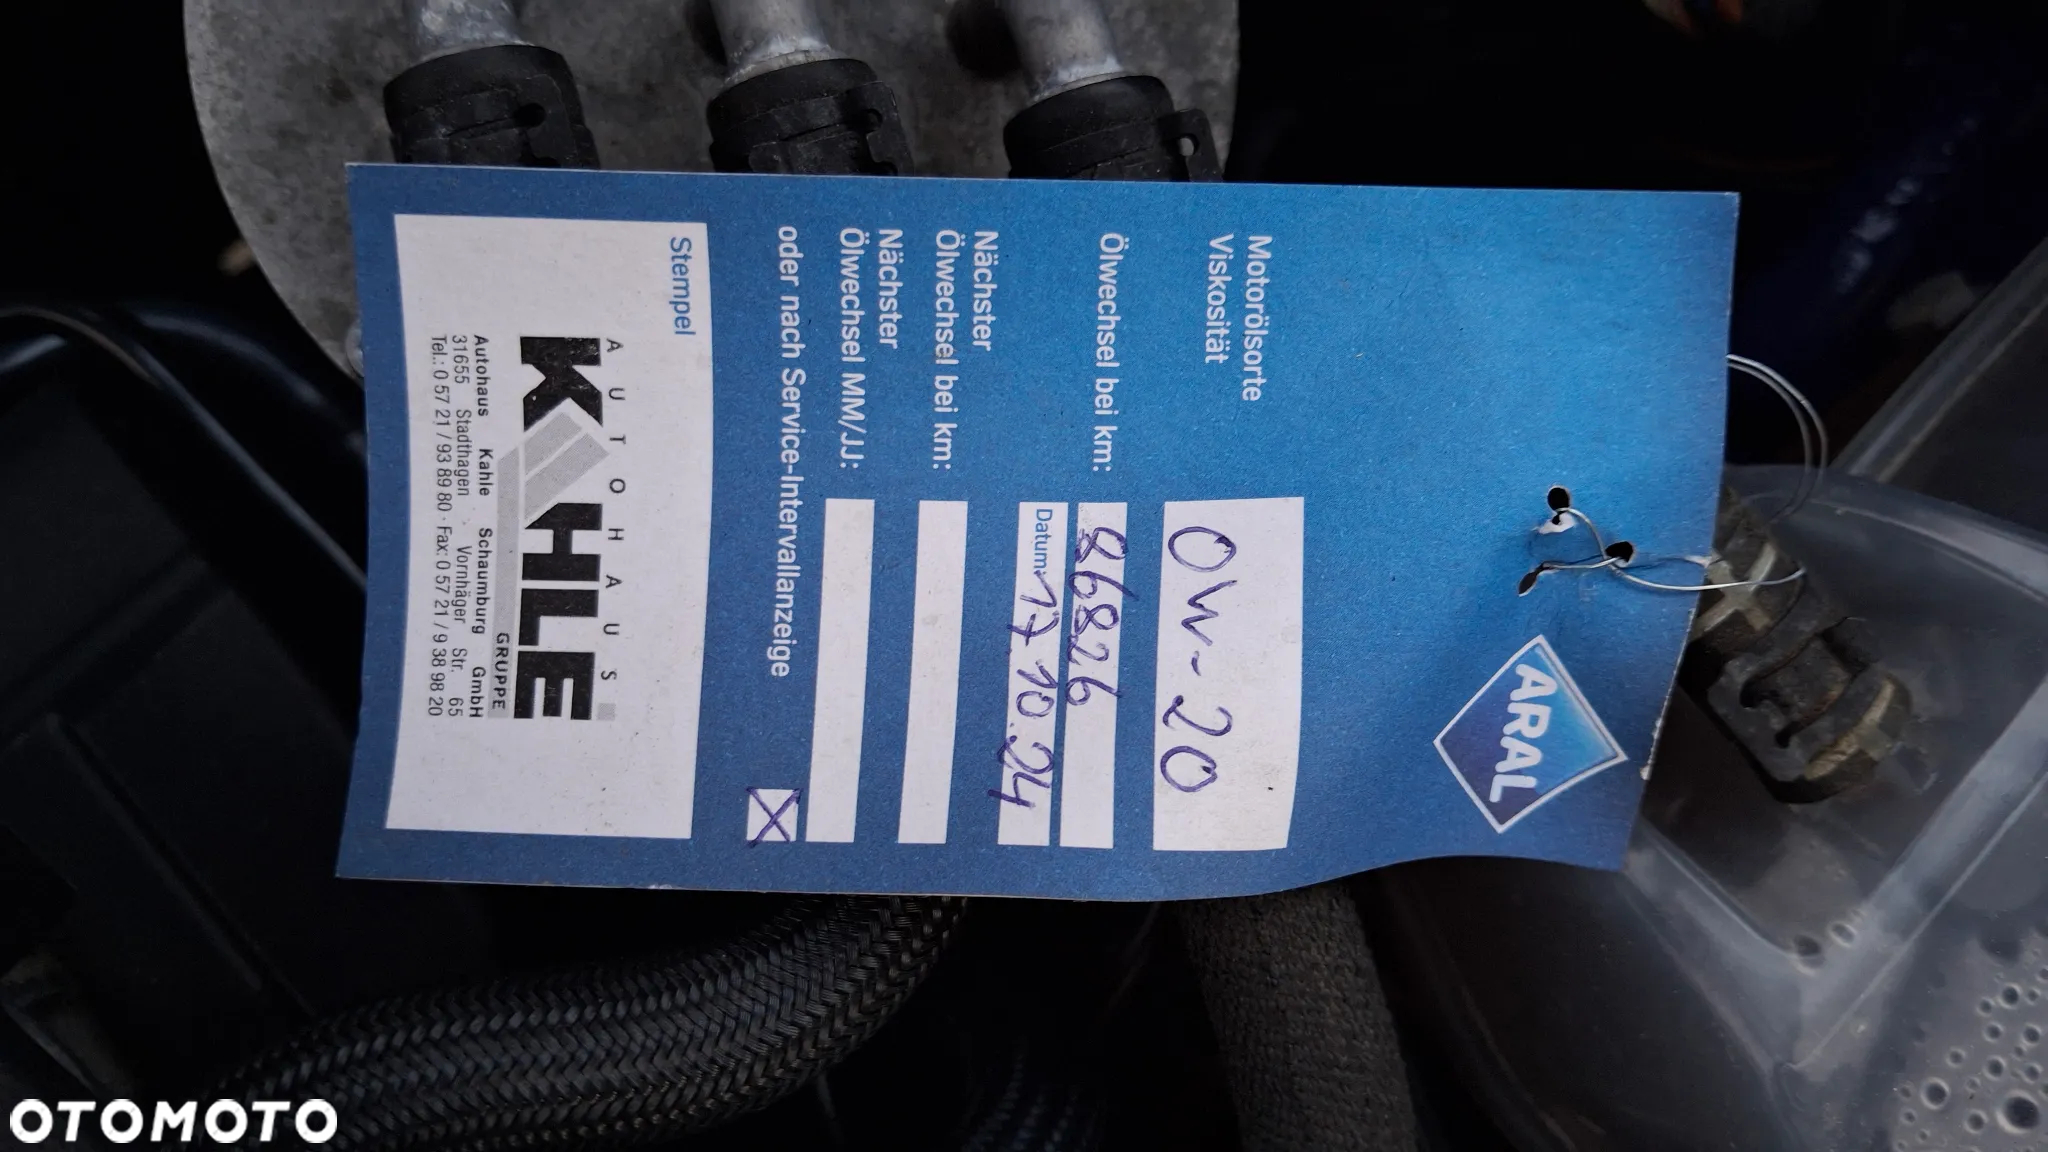 ARAL
Motorölsorte
Viskosität
0W-20
Ölwechsel bei km:
86826
Datum: 17.10.24
Nächster
Ölwechsel bei km:
Nächster
Ölwechsel MM/JJ:
oder nach Service-Intervallanzeige
X
Stempel
AUTOHAUS
KAHLE
GRUPPE
Autohaus Kahle Schaumburg GmbH
31655 Stadthagen · Vornhäger Str. 65
Tel.: 0 57 21 / 93 89 80 · Fax: 0 57 21 / 9 38 98 20
OTOMOTO